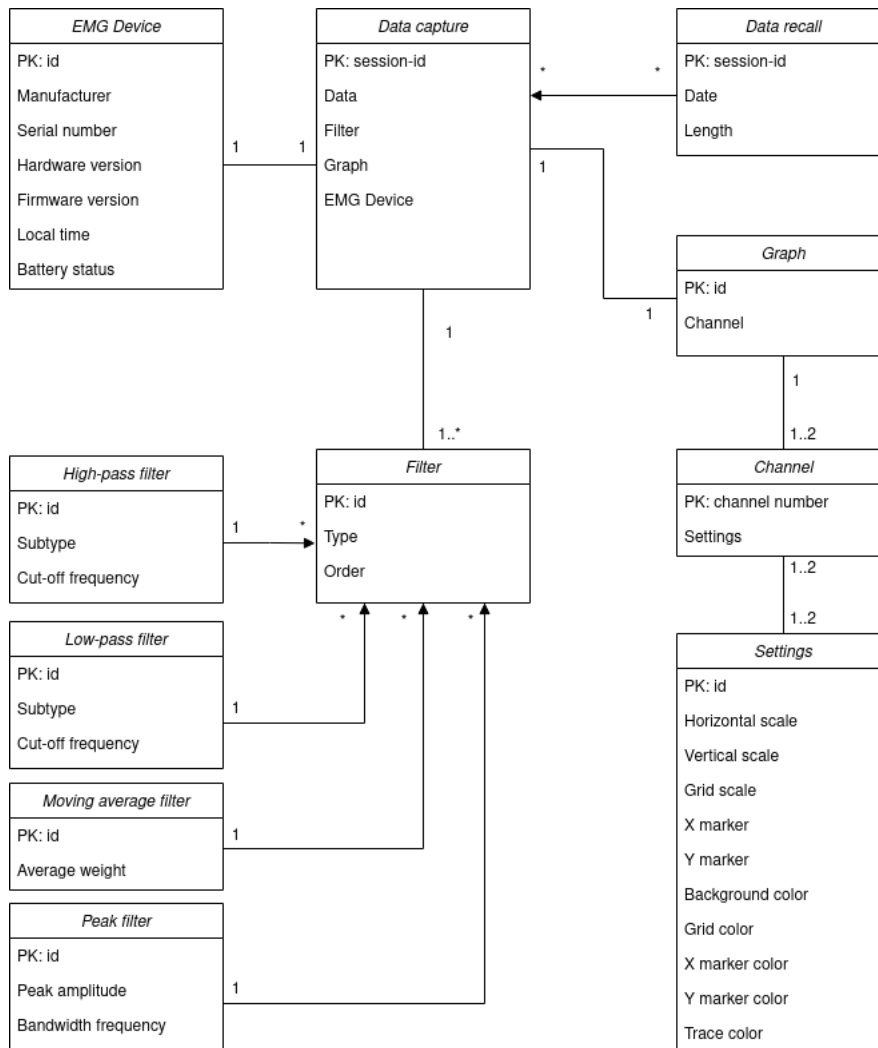 EMG Device
PK: id
Manufacturer
Serial number
Hardware version
Firmware version
Local time
Battery status
1
1
Data capture
PK: session-id
Data
Filter
Graph
EMG Device
*
*
Data recall
PK: session-id
Date
Length
1
1
Graph
PK: id
Channel
1
1..*
1
1..2
High-pass filter
PK: id
Subtype
Cut-off frequency
1
*
Filter
PK: id
Type
Order
*
*
*
Channel
PK: channel number
Settings
1..2
1..2
Low-pass filter
PK: id
Subtype
Cut-off frequency
1
Moving average filter
PK: id
Average weight
1
Peak filter
PK: id
Peak amplitude
Bandwidth frequency
1
Settings
PK: id
Horizontal scale
Vertical scale
Grid scale
X marker
Y marker
Background color
Grid color
X marker color
Y marker color
Trace color